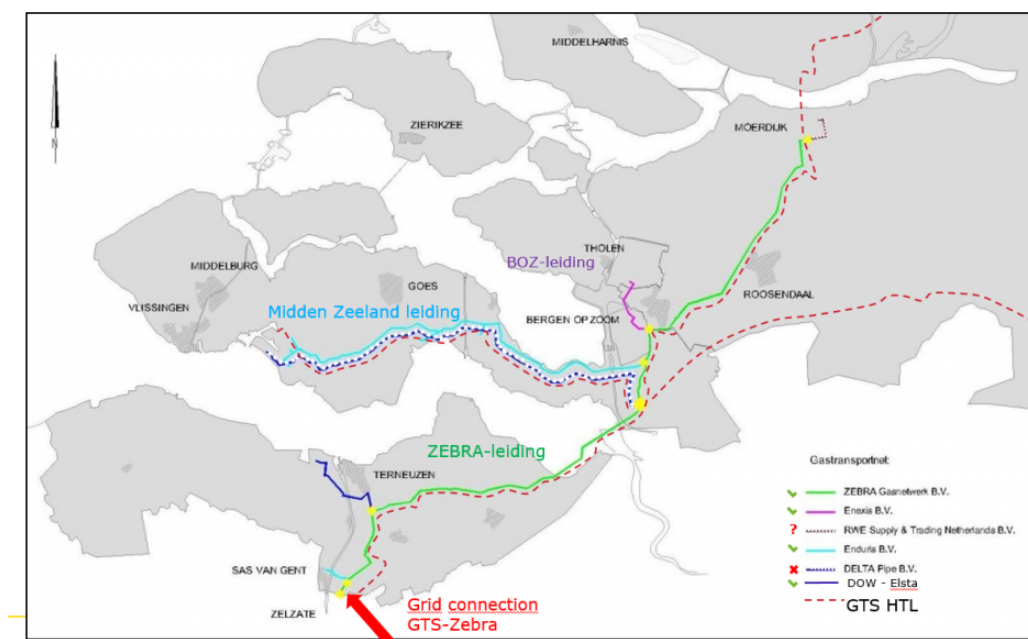 MIDDELHARNIS
ZIERIKZEE
MOERDIJK
N
THOLEN
BOZ-leiding
MIDDELBURG
GOES
ROOSENDAAL
VLISSINGEN
Midden Zeeland leiding
BERGEN OP ZOOM
ZEBRA-leiding
TERNEUZEN
Gastransportnet:
ZEBRA Gasnetwerk B.V.
Enexis B.V.
? RWE Supply & Trading Netherlands B.V.
Enduris B.V.
DELTA Pipe B.V.
DOW - Elsta
GTS HTL
SAS VAN GENT
ZELZATE
Grid connection
GTS-Zebra